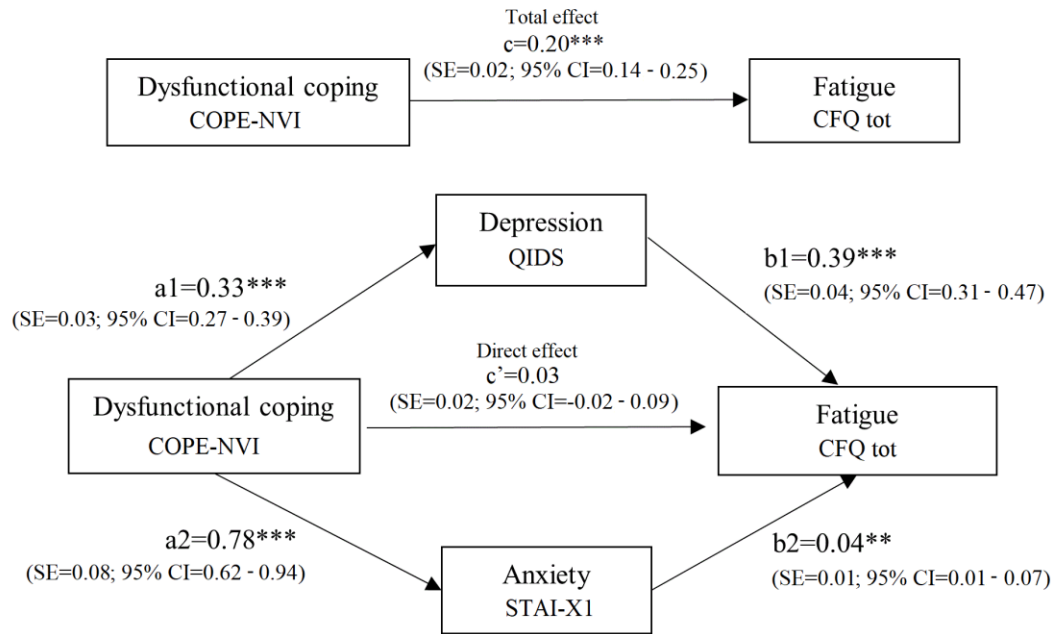 Total effect
c=0.20***
(SE=0.02; 95% CI=0.14 - 0.25)
Dysfunctional coping
COPE-NVI
Fatigue
CFQ tot
Depression
QIDS
a1=0.33***
(SE=0.03; 95% CI=0.27 - 0.39)
b1=0.39***
(SE=0.04; 95% CI=0.31 - 0.47)
Direct effect
c’=0.03
(SE=0.02; 95% CI=-0.02 - 0.09)
Dysfunctional coping
COPE-NVI
Fatigue
CFQ tot
a2=0.78***
(SE=0.08; 95% CI=0.62 - 0.94)
b2=0.04**
(SE=0.01; 95% CI=0.01 - 0.07)
Anxiety
STAI-X1